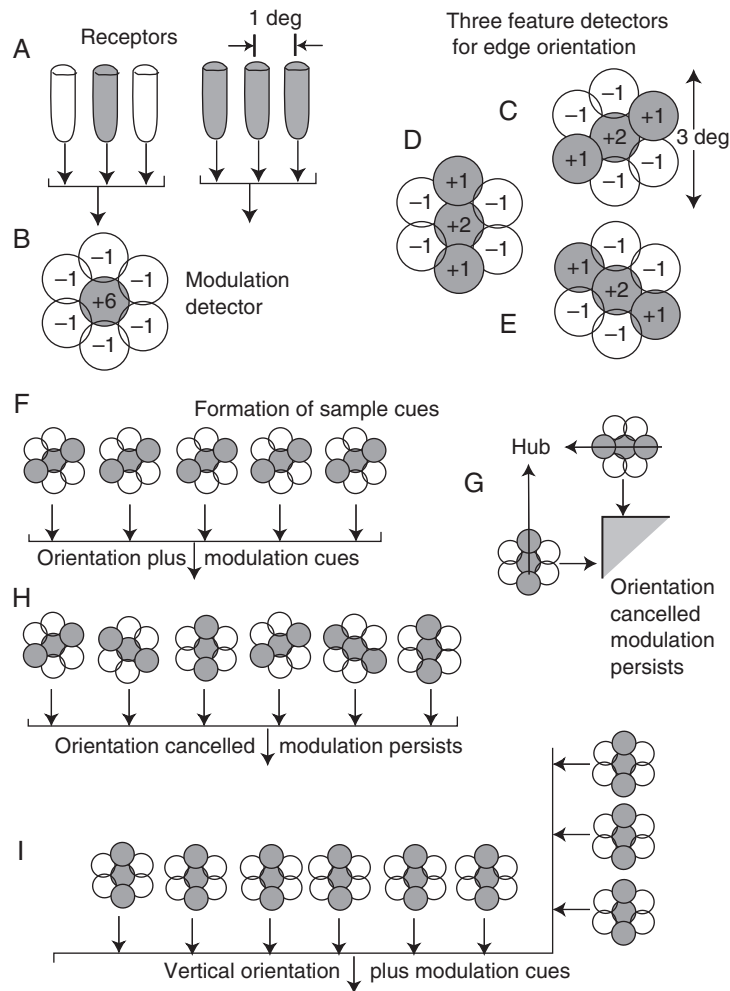 A
Receptors
1 deg
Three feature detectors
for edge orientation
B
–1
–1
–1
+6
–1
–1
–1
Modulation
detector
C
–1
–1
+1
+2
+1
–1
–1
3 deg
D
+1
–1
–1
+2
–1
–1
+1
E
–1
+1
–1
+2
–1
+1
–1
F
Formation of sample cues
Orientation plus modulation cues
G
Hub
Orientation
cancelled
modulation
persists
H
Orientation cancelled modulation persists
I
Vertical orientation plus modulation cues